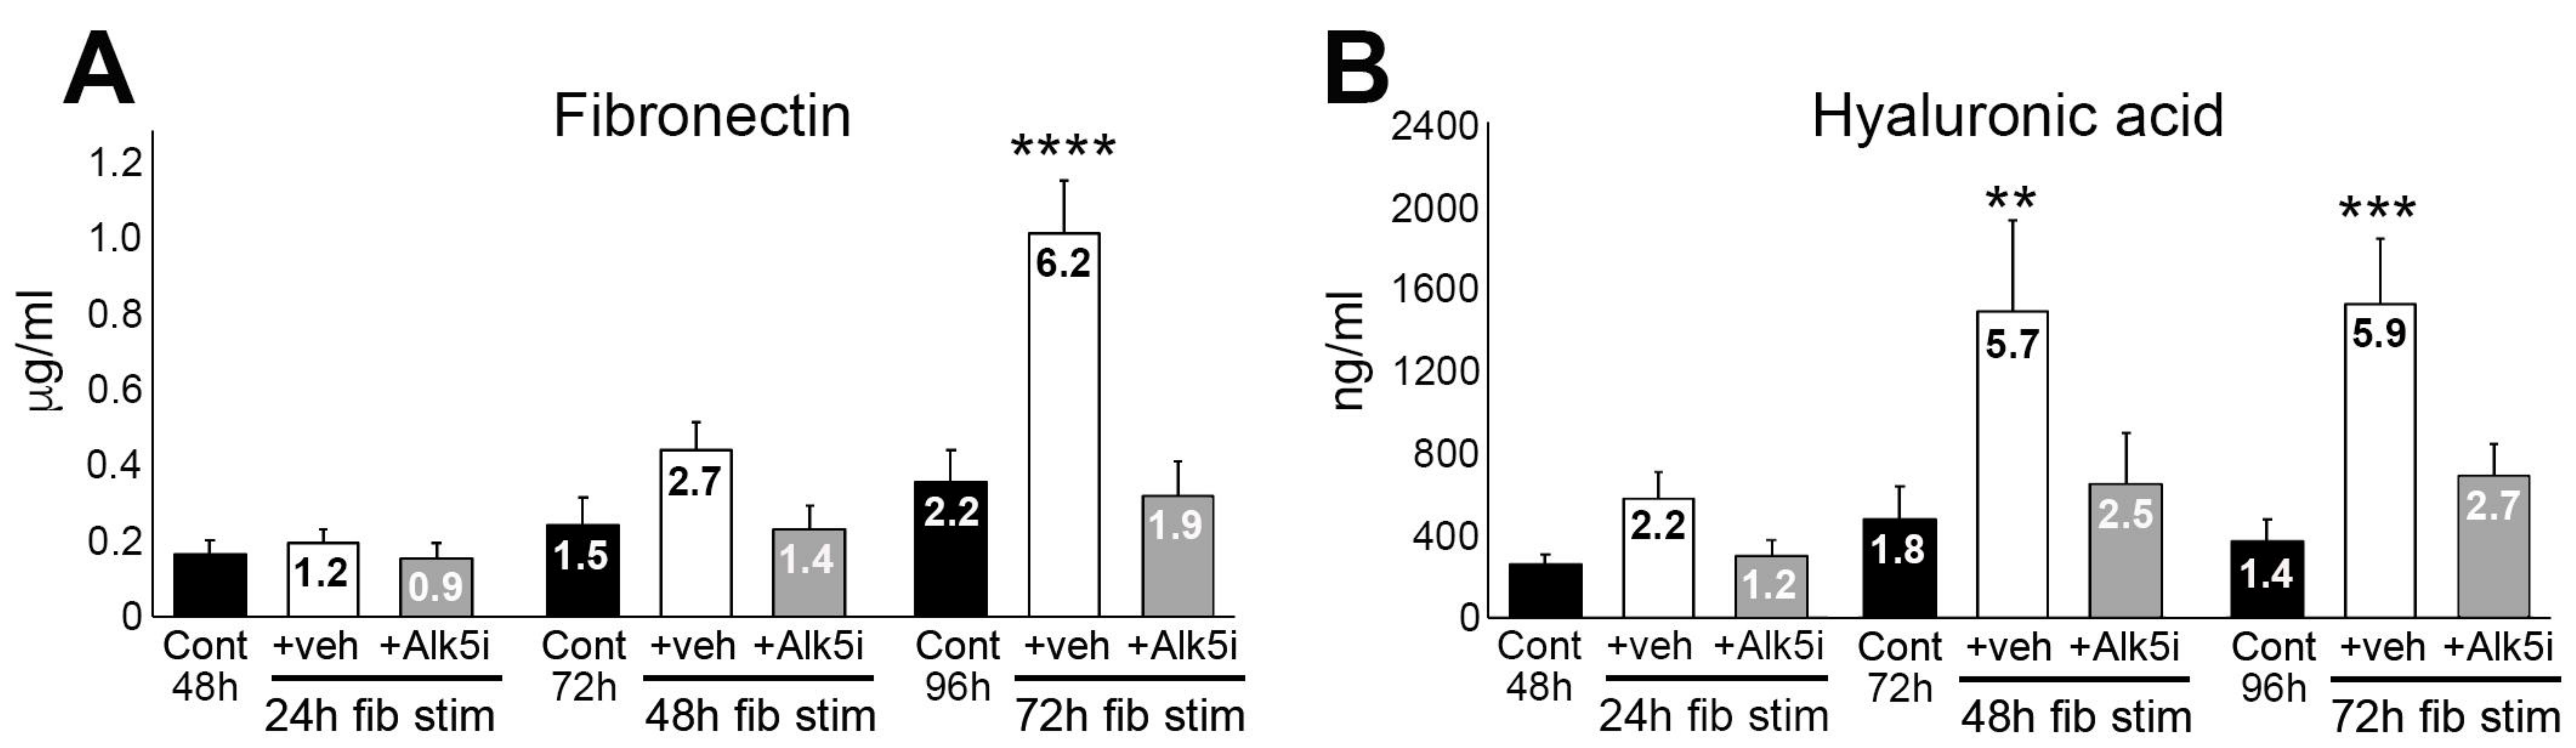 A
Fibronectin
µg/ml
1.2
1.0
0.8
0.6
0.4
0.2
0
****
1.2
0.9
1.5
2.7
1.4
2.2
6.2
1.9
Cont +veh +Alk5i Cont +veh +Alk5i Cont +veh +Alk5i
48h 72h 96h
24h fib stim 48h fib stim 72h fib stim
B
Hyaluronic acid
ng/ml
2400
2000
1600
1200
800
400
0
**
***
2.2
1.2
1.8
5.7
2.5
1.4
5.9
2.7
Cont +veh +Alk5i Cont +veh +Alk5i Cont +veh +Alk5i
48h 72h 96h
24h fib stim 48h fib stim 72h fib stim